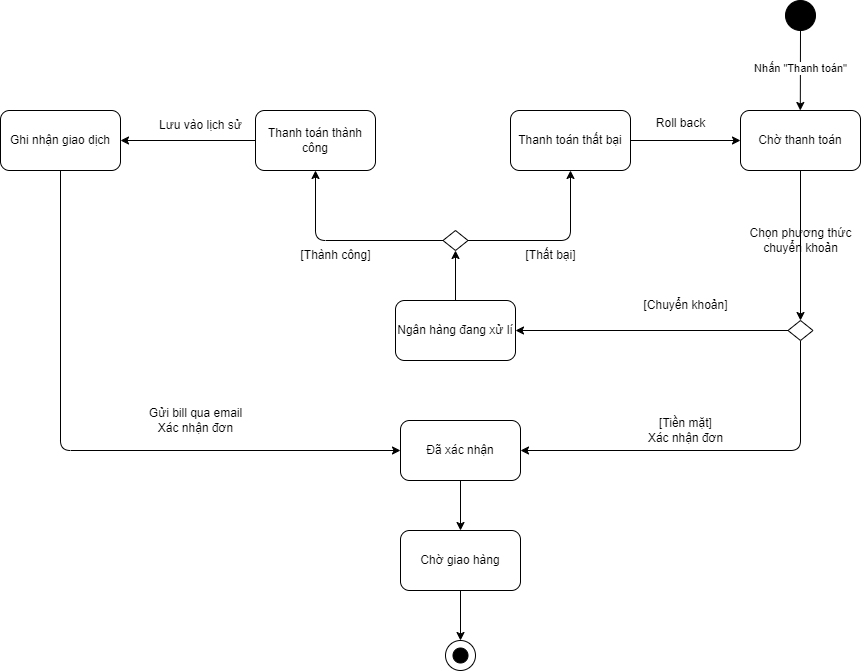 Nhấn "Thanh toán"
Ghi nhận giao dịch
Lưu vào lịch sử
Thanh toán thành
công
Thanh toán thất bại
Roll back
Chờ thanh toán
Chọn phương thức
chuyển khoản
[Thành công]
[Thất bại]
Ngân hàng đang xử lí
[Chuyển khoản]
Gửi bill qua email
Xác nhận đơn
Đã xác nhận
[Tiền mặt]
Xác nhận đơn
Chờ giao hàng